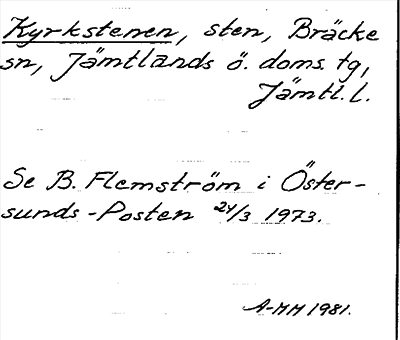 Kyrkstenen, sten, Bräcke
sn, Jämtlands ö. doms. tg,
Jämtl. l.
Se B. Flemström i Öster-
sunds-Posten 24/3 1973.
A-MH 1981.